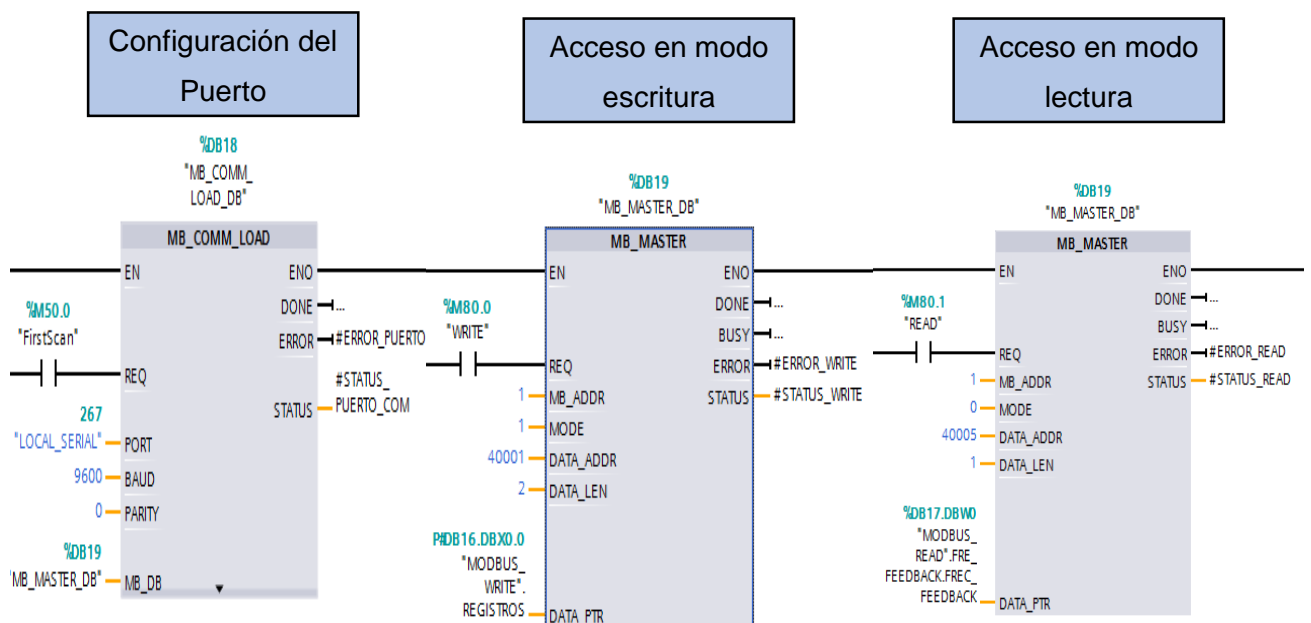 Configuración del
Puerto
Acceso en modo
escritura
Acceso en modo
lectura
%DB18
"MB_COMM_
LOAD_DB"
MB_COMM_LOAD
EN
ENO
DONE
...
%M50.0
"FirstScan"
ERROR
#ERROR_PUERTO
REQ
#STATUS_
PUERTO_COM
STATUS
267
"LOCAL_SERIAL"
PORT
9600
BAUD
0
PARITY
%DB19
"MB_MASTER_DB"
MB_DB
%DB19
"MB_MASTER_DB"
MB_MASTER
EN
ENO
DONE
...
%M80.0
"WRITE"
BUSY
...
REQ
ERROR
#ERROR_WRITE
1
MB_ADDR
STATUS
#STATUS_WRITE
1
MODE
40001
DATA_ADDR
2
DATA_LEN
P#DB16.DBX0.0
"MODBUS_
WRITE".
REGISTROS
DATA_PTR
%DB19
"MB_MASTER_DB"
MB_MASTER
EN
ENO
DONE
...
%M80.1
"READ"
BUSY
...
REQ
ERROR
#ERROR_READ
1
MB_ADDR
STATUS
#STATUS_READ
0
MODE
40005
DATA_ADDR
1
DATA_LEN
%DB17.DBW0
"MODBUS_
READ".FRE_
FEEDBACK.FREC_
FEEDBACK
DATA_PTR